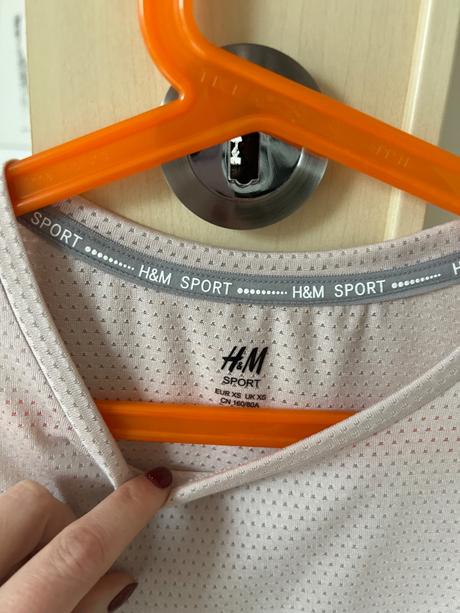 SPORT H&M SPORT H&M SPORT H
H&M
SPORT
EUR XS UK XS
CN 160/80A